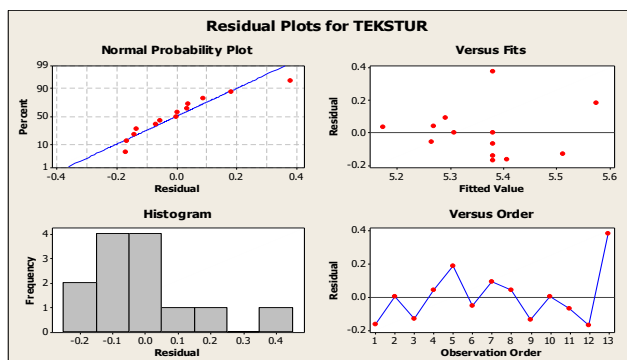 Residual Plots for TEKSTUR
Normal Probability Plot
Percent
99
90
50
10
1
-0.4 -0.2 0.0 0.2 0.4
Residual
Versus Fits
Residual
0.4
0.2
0.0
-0.2
5.2 5.3 5.4 5.5 5.6
Fitted Value
Histogram
Frequency
4
3
2
1
0
-0.2 -0.1 0.0 0.1 0.2 0.3 0.4
Residual
Versus Order
Residual
0.4
0.2
0.0
-0.2
1 2 3 4 5 6 7 8 9 10 11 12 13
Observation Order